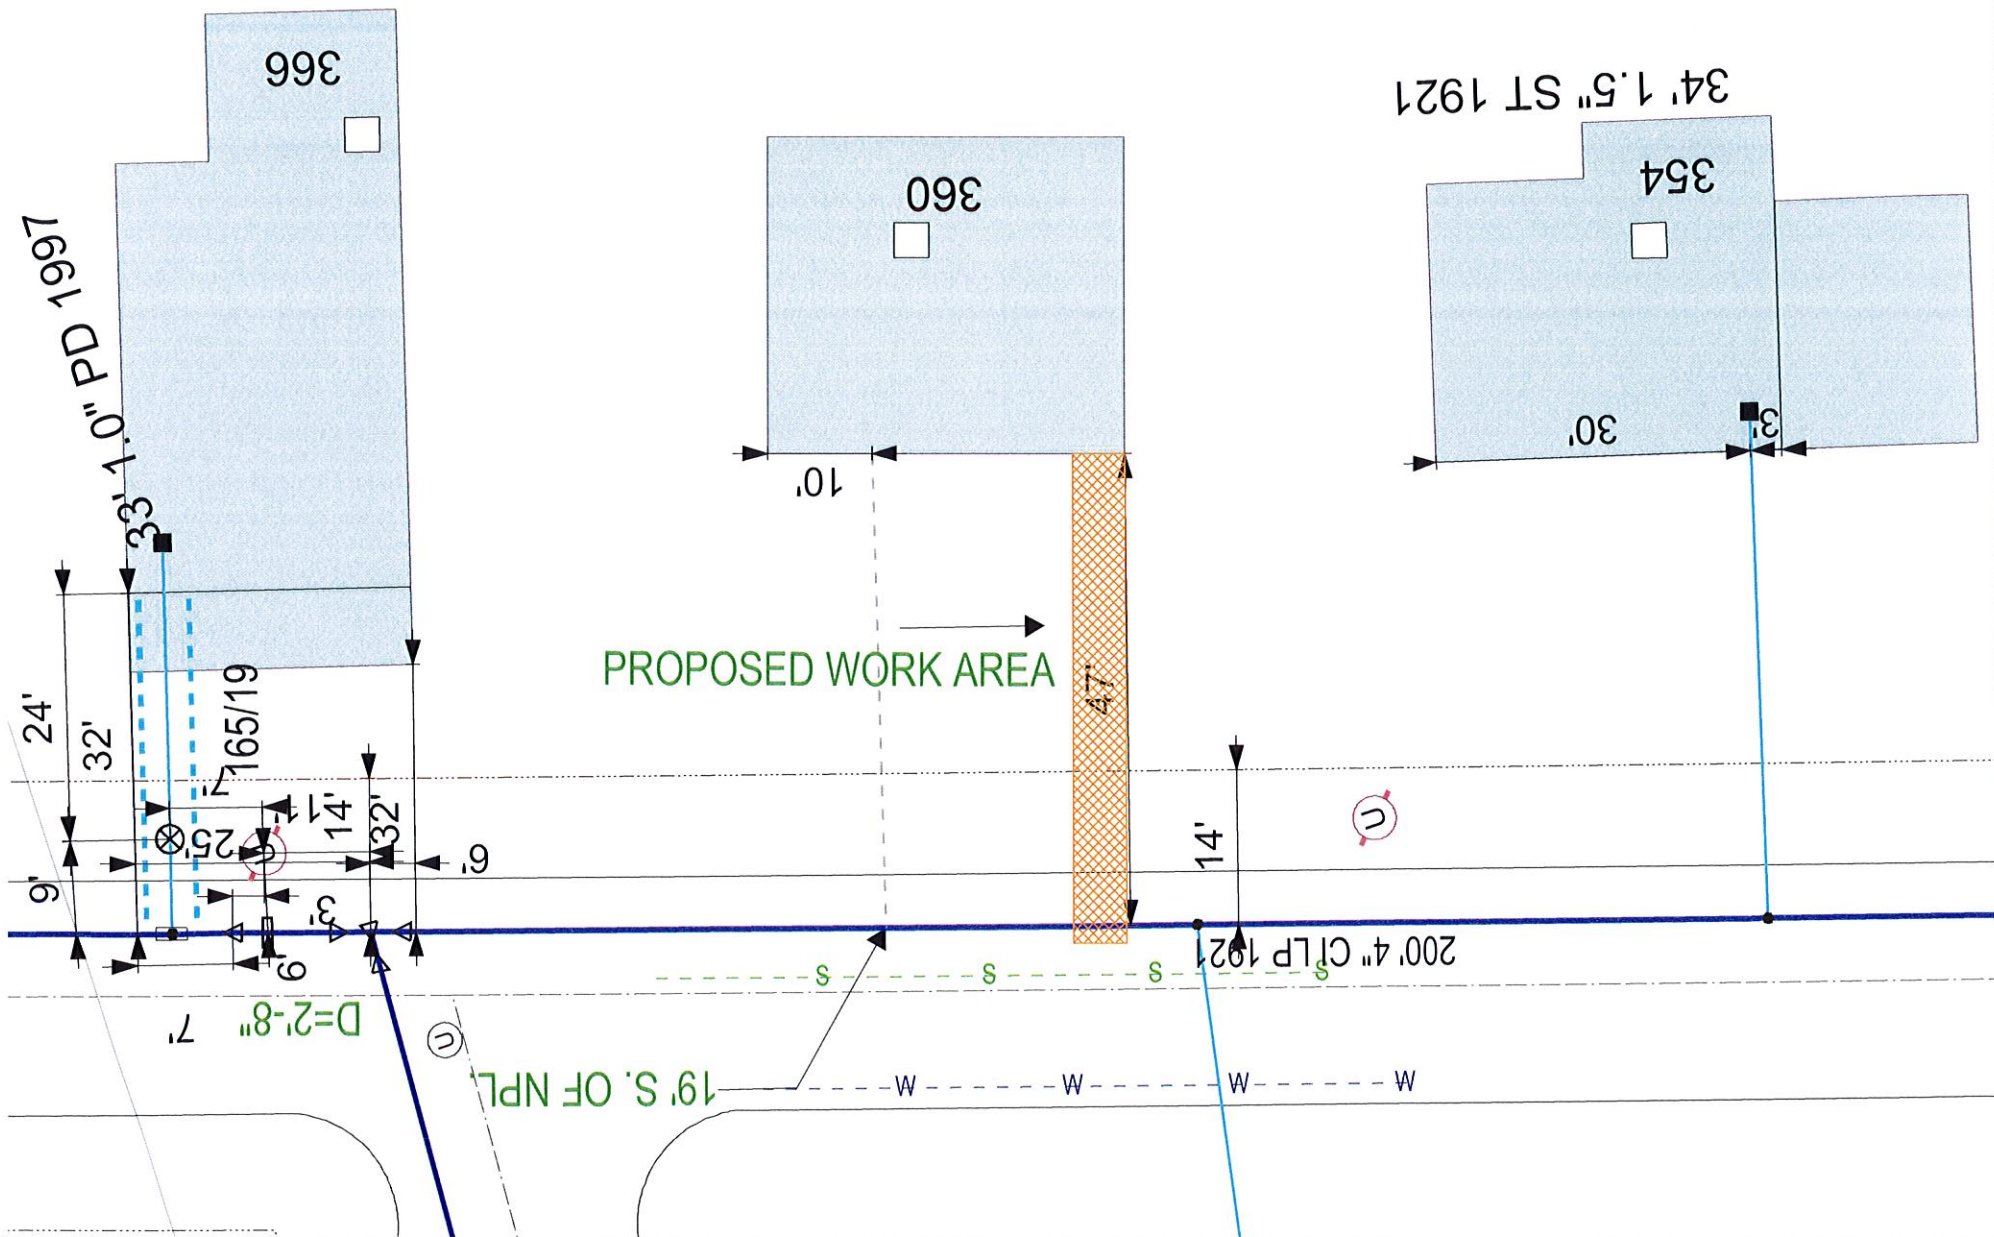 366
360
354
34' 1.5" ST 1921
33' 1.0" PD 1997
10'
30'
3'
PROPOSED WORK AREA
47'
24'
32'
165/19
7'
11'
14'
32'
25'
U
6'
9'
3'
9'
14'
U
200' 4" CI LP 1921
S
S
S
S
D=2'-8"
7'
U
19' S. OF NPL.
W
W
W
W